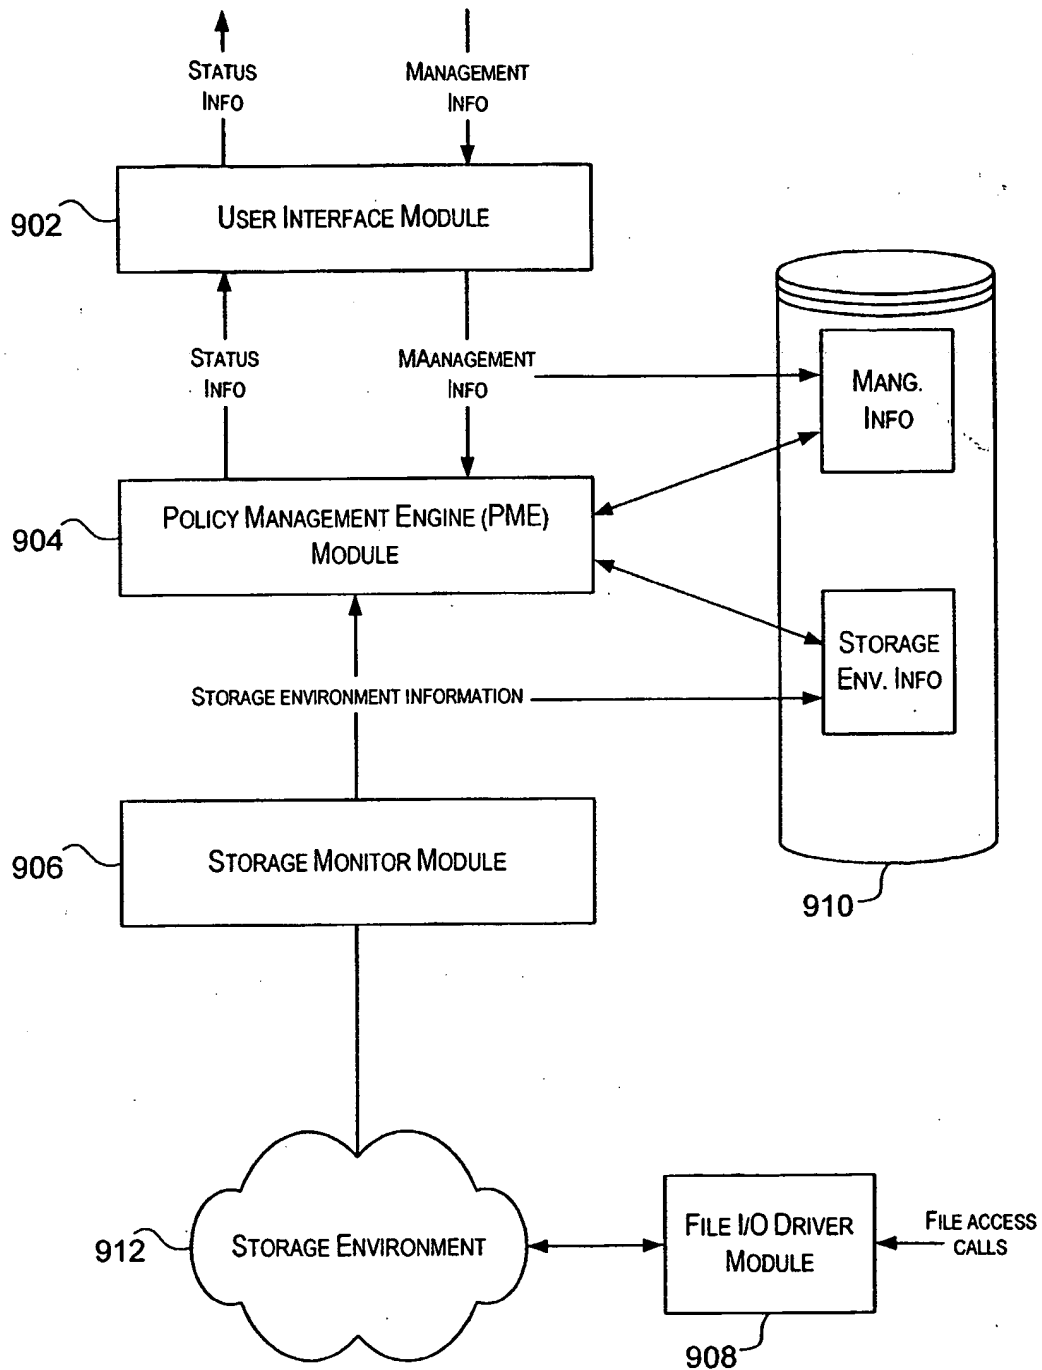 STATUS
INFO
MANAGEMENT
INFO
902
USER INTERFACE MODULE
STATUS
INFO
MAANAGEMENT
INFO
MANG.
INFO
904
POLICY MANAGEMENT ENGINE (PME)
MODULE
STORAGE
ENV. INFO
STORAGE ENVIRONMENT INFORMATION
906
STORAGE MONITOR MODULE
910
912
STORAGE ENVIRONMENT
FILE I/O DRIVER
MODULE
FILE ACCESS
CALLS
908